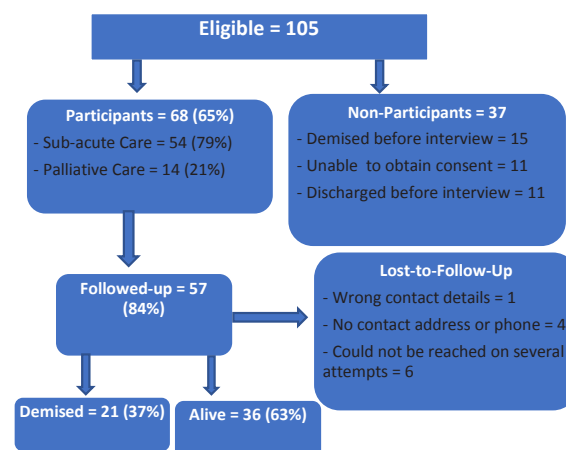 Eligible = 105
Participants = 68 (65%)
- Sub-acute Care = 54 (79%)
- Palliative Care = 14 (21%)
Non-Participants = 37
- Demised before interview = 15
- Unable to obtain consent = 11
- Discharged before interview = 11
Followed-up = 57
(84%)
Lost-to-Follow-Up
- Wrong contact details = 1
- No contact address or phone = 4
- Could not be reached on several
attempts = 6
Demised = 21 (37%)
Alive = 36 (63%)